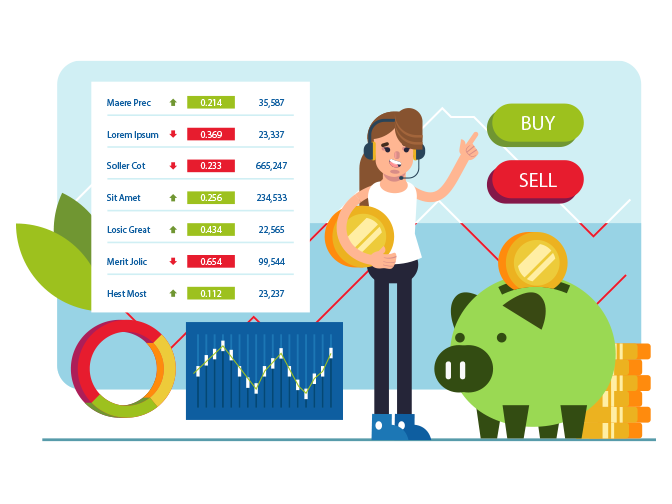 Maere Prec 0.214 35,587
Lorem Ipsum 0.369 23,337
Soller Cot 0.233 665,247
Sit Amet 0.256 234,533
Losic Great 0.434 22,565
Merit Jolic 0.654 99,544
Hest Most 0.112 23,237
BUY
SELL